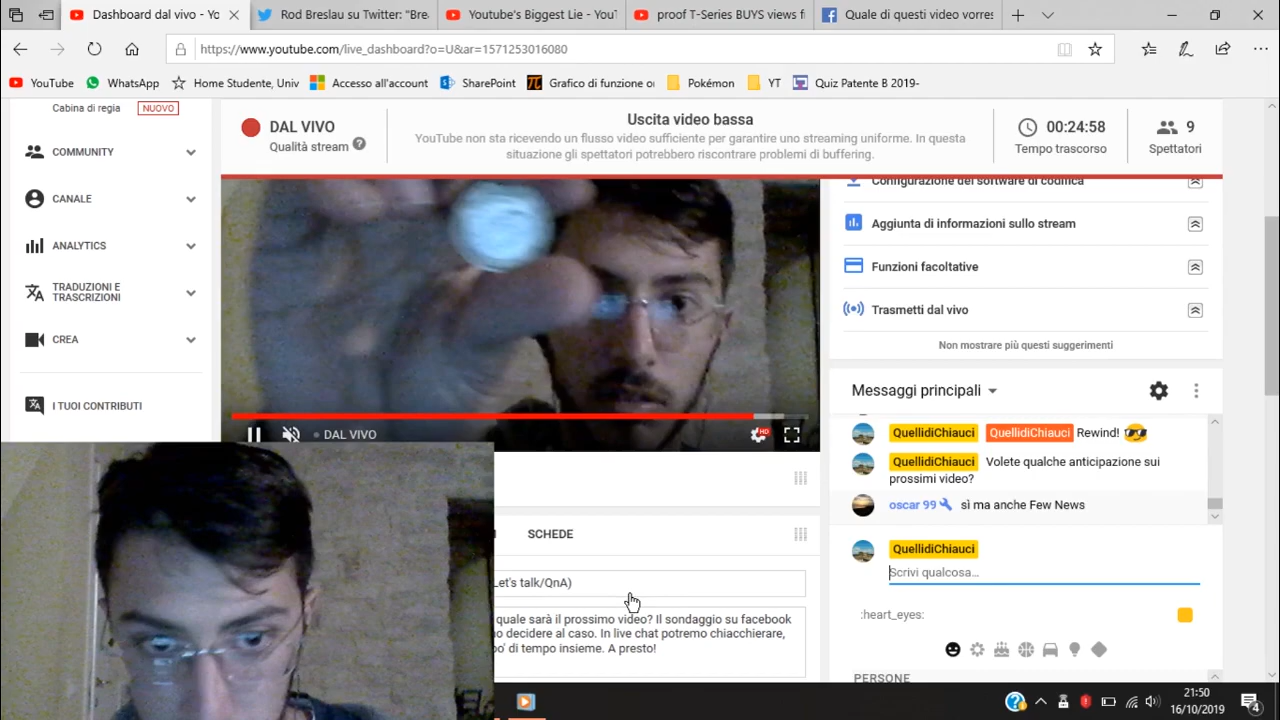 Dashboard dal vivo - Yo
Rod Breslau su Twitter: "Bre
Youtube's Biggest Lie - YouT
proof T-Series BUYS views f
Quale di questi video vorres
https://www.youtube.com/live_dashboard?o=U&ar=1571253016080
YouTube
WhatsApp
Home Studente, Univ
Accesso all'account
SharePoint
Grafico di funzione o
Pokémon
YT
Quiz Patente B 2019-
Cabina di regia
NUOVO
COMMUNITY
CANALE
ANALYTICS
TRADUZIONI E
TRASCRIZIONI
CREA
I TUOI CONTRIBUTI
DAL VIVO
Qualità stream
Uscita video bassa
YouTube non sta ricevendo un flusso video sufficiente per garantire uno streaming uniforme. In questa
situazione gli spettatori potrebbero riscontrare problemi di buffering.
00:24:58
Tempo trascorso
9
Spettatori
DAL VIVO
HD
Configurazione del software di codifica
Aggiunta di informazioni sullo stream
Funzioni facoltative
Trasmetti dal vivo
Non mostrare più questi suggerimenti
Messaggi principali
QuellidiChiauci QuellidiChiauci Rewind!
QuellidiChiauci Volete qualche anticipazione sui
prossimi video?
oscar 99 sì ma anche Few News
QuellidiChiauci
Scrivi qualcosa...
:heart_eyes:
PERSONE
SCHEDE
Let's talk/QnA)
quale sarà il prossimo video? Il sondaggio su facebook
o decidere al caso. In live chat potremo chiacchierare,
po' di tempo insieme. A presto!
21:50
16/10/2019
4